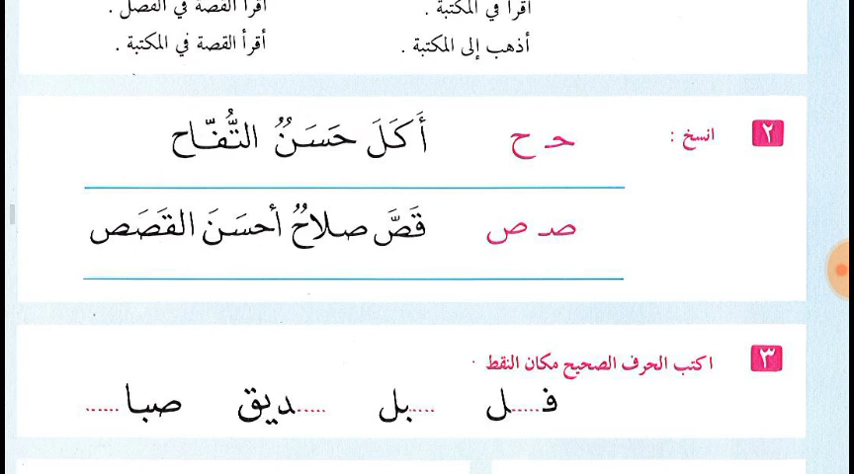 أقرأ في المكتبة . أقرأ القصة في الفصل .
أذهب إلى المكتبة . أقرأ القصة في المكتبة .
٢ انسخ : حـ ح أَكَلَ حَسَنٌ التُّفّاح
صـ ص قَصَّ صلاحٌ أحسَنَ القَصَص
٣ اكتب الحرف الصحيح مكان النقط .
فـ.....ـل .....بل .....ديق صبا......